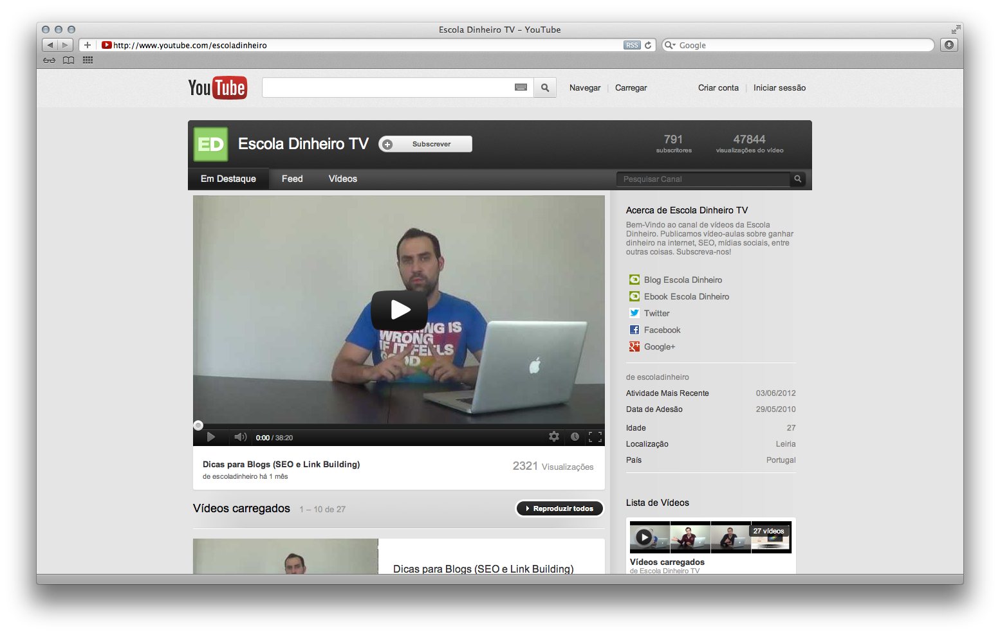 Escola Dinheiro TV – YouTube
http://www.youtube.com/escoladinheiro
RSS
Google
YouTube
Navegar
Carregar
Criar conta
Iniciar sessão
ED
Escola Dinheiro TV
Subscrever
791
subscritores
47844
visualizações do vídeo
Em Destaque
Feed
Vídeos
Pesquisar Canal
IS
WRONG
IF IT FEELS
0:00 / 38:20
Dicas para Blogs (SEO e Link Building)
de escoladinheiro há 1 mês
2321 Visualizações
Vídeos carregados
1 – 10 de 27
Reproduzir todos
Dicas para Blogs (SEO e Link Building)
Acerca de Escola Dinheiro TV
Bem-Vindo ao canal de vídeos da Escola
Dinheiro. Publicamos vídeo-aulas sobre ganhar
dinheiro na internet, SEO, mídias sociais, entre
outras coisas. Subscreva-nos!
Blog Escola Dinheiro
Ebook Escola Dinheiro
Twitter
Facebook
Google+
de escoladinheiro
Atividade Mais Recente 03/06/2012
Data de Adesão 29/05/2010
Idade 27
Localização Leiria
País Portugal
Lista de Vídeos
27 vídeos
Vídeos carregados
de Escola Dinheiro TV